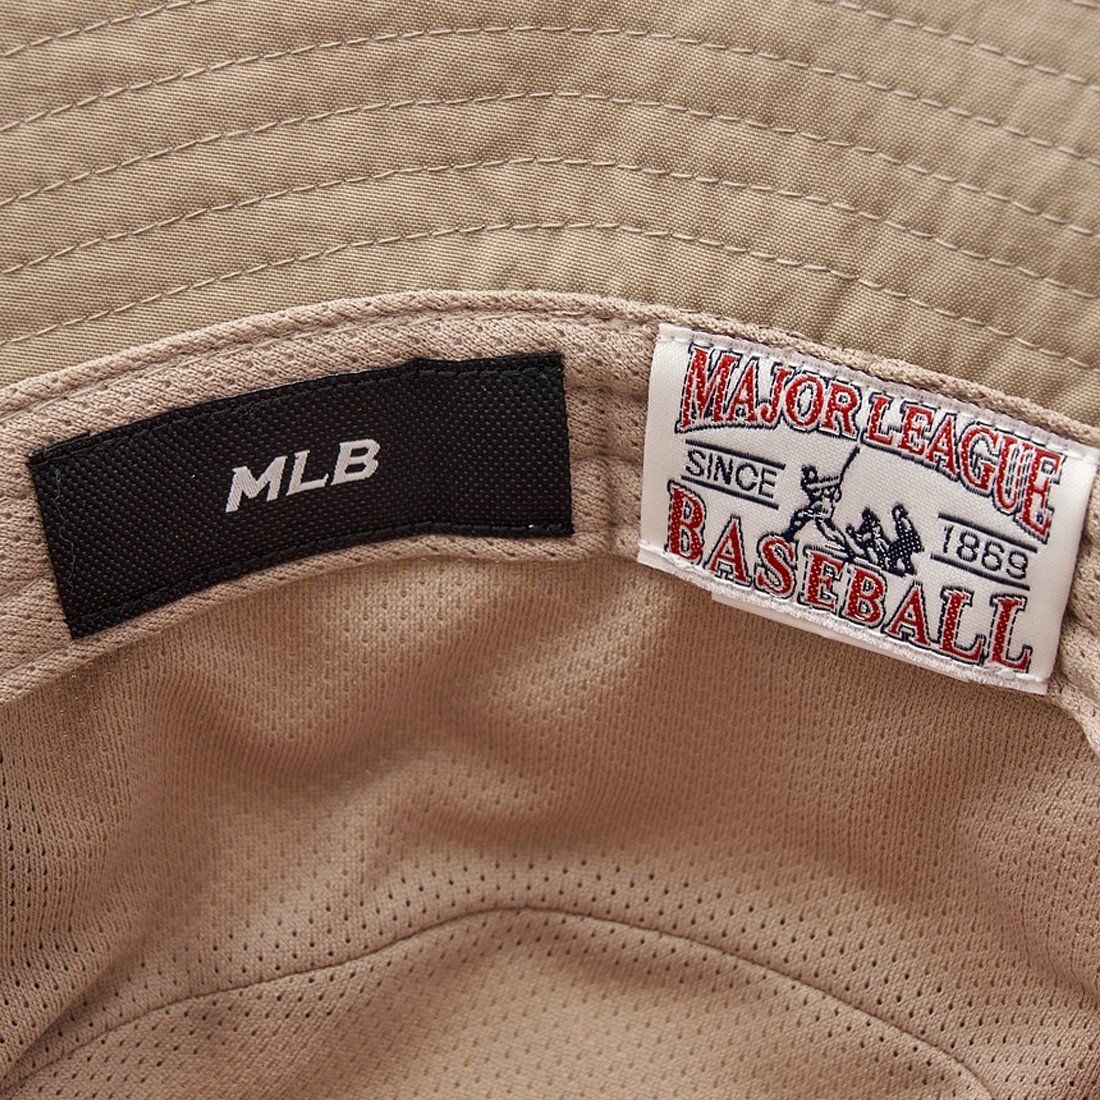 MLB
MAJOR LEAGUE
SINCE 1869
BASEBALL